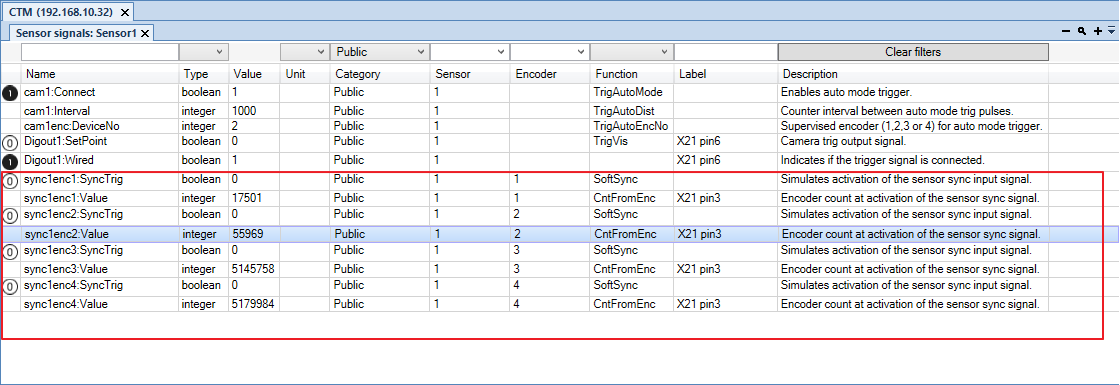 CTM (192.168.10.32) X
Sensor signals: Sensor1 X
Public Clear filters
Name Type Value Unit Category Sensor Encoder Function Label Description
1 cam1:Connect boolean 1 Public 1 TrigAutoMode Enables auto mode trigger.
cam1:Interval integer 1000 Public 1 TrigAutoDist Counter interval between auto mode trig pulses.
cam1enc:DeviceNo integer 2 Public 1 TrigAutoEncNo Supervised encoder (1,2,3 or 4) for auto mode trigger.
0 Digout1:SetPoint boolean 0 Public 1 TrigVis X21 pin6 Camera trig output signal.
1 Digout1:Wired boolean 1 Public 1 X21 pin6 Indicates if the trigger signal is connected.
0 sync1enc1:SyncTrig boolean 0 Public 1 1 SoftSync Simulates activation of the sensor sync input signal.
sync1enc1:Value integer 17501 Public 1 1 CntFromEnc X21 pin3 Encoder count at activation of the sensor sync signal.
0 sync1enc2:SyncTrig boolean 0 Public 1 2 SoftSync Simulates activation of the sensor sync input signal.
sync1enc2:Value integer 55969 Public 1 2 CntFromEnc X21 pin3 Encoder count at activation of the sensor sync signal.
0 sync1enc3:SyncTrig boolean 0 Public 1 3 SoftSync Simulates activation of the sensor sync input signal.
sync1enc3:Value integer 5145758 Public 1 3 CntFromEnc X21 pin3 Encoder count at activation of the sensor sync signal.
0 sync1enc4:SyncTrig boolean 0 Public 1 4 SoftSync Simulates activation of the sensor sync input signal.
sync1enc4:Value integer 5179984 Public 1 4 CntFromEnc X21 pin3 Encoder count at activation of the sensor sync signal.